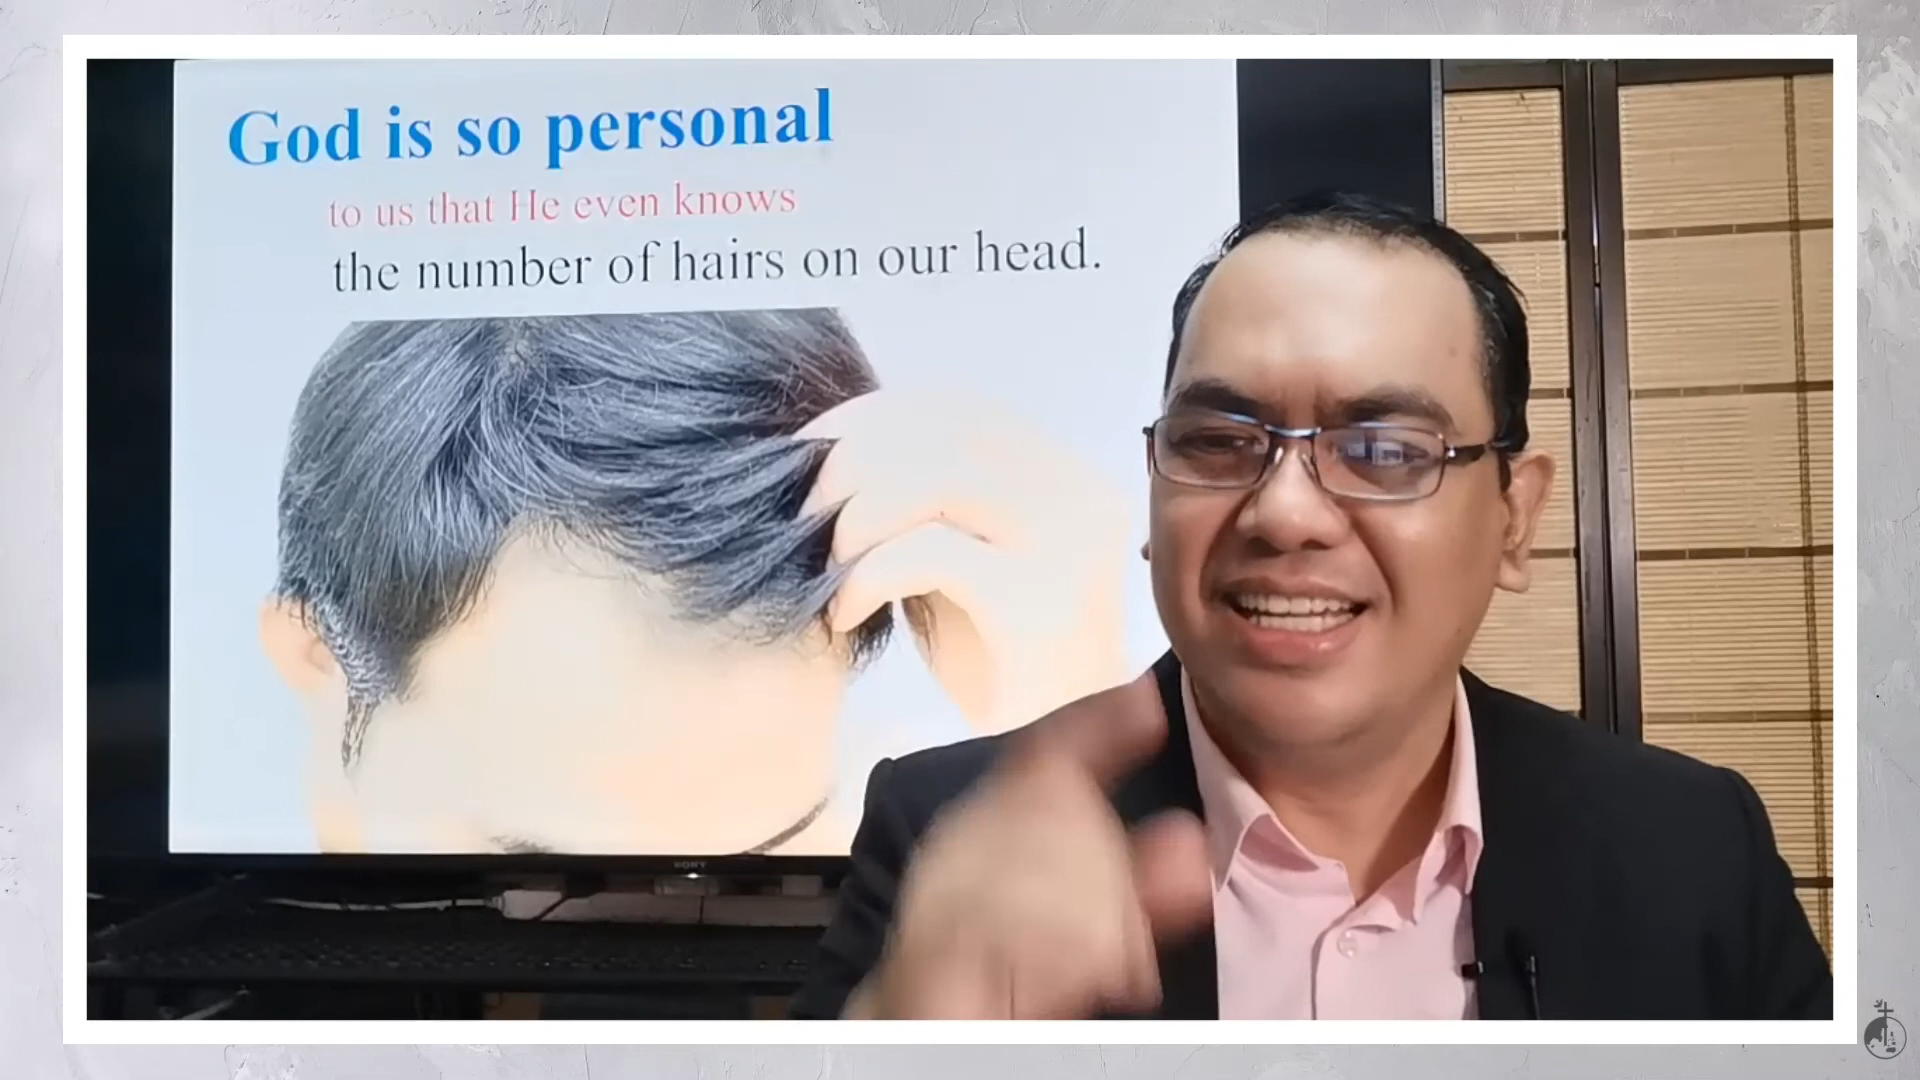 God is so personal
to us that He even knows
the number of hairs on our head.
SONY